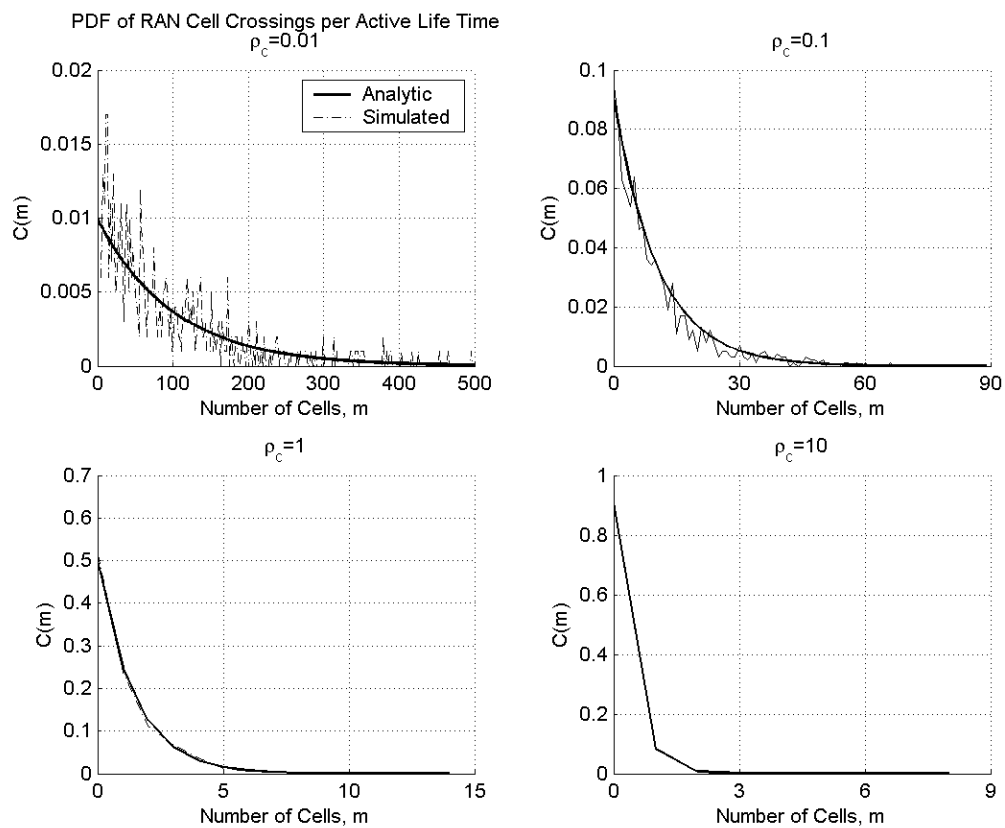 PDF of RAN Cell Crossings per Active Life Time
ρC=0.01
0.02
0.015
0.01
0.005
0
C(m)
0 100 200 300 400 500
Number of Cells, m
Analytic
Simulated
ρC=0.1
0.1
0.08
0.06
0.04
0.02
0
C(m)
0 30 60 90
Number of Cells, m
ρC=1
0.7
0.6
0.5
0.4
0.3
0.2
0.1
0
C(m)
0 5 10 15
Number of Cells, m
ρC=10
1
0.8
0.6
0.4
0.2
0
C(m)
0 3 6 9
Number of Cells, m